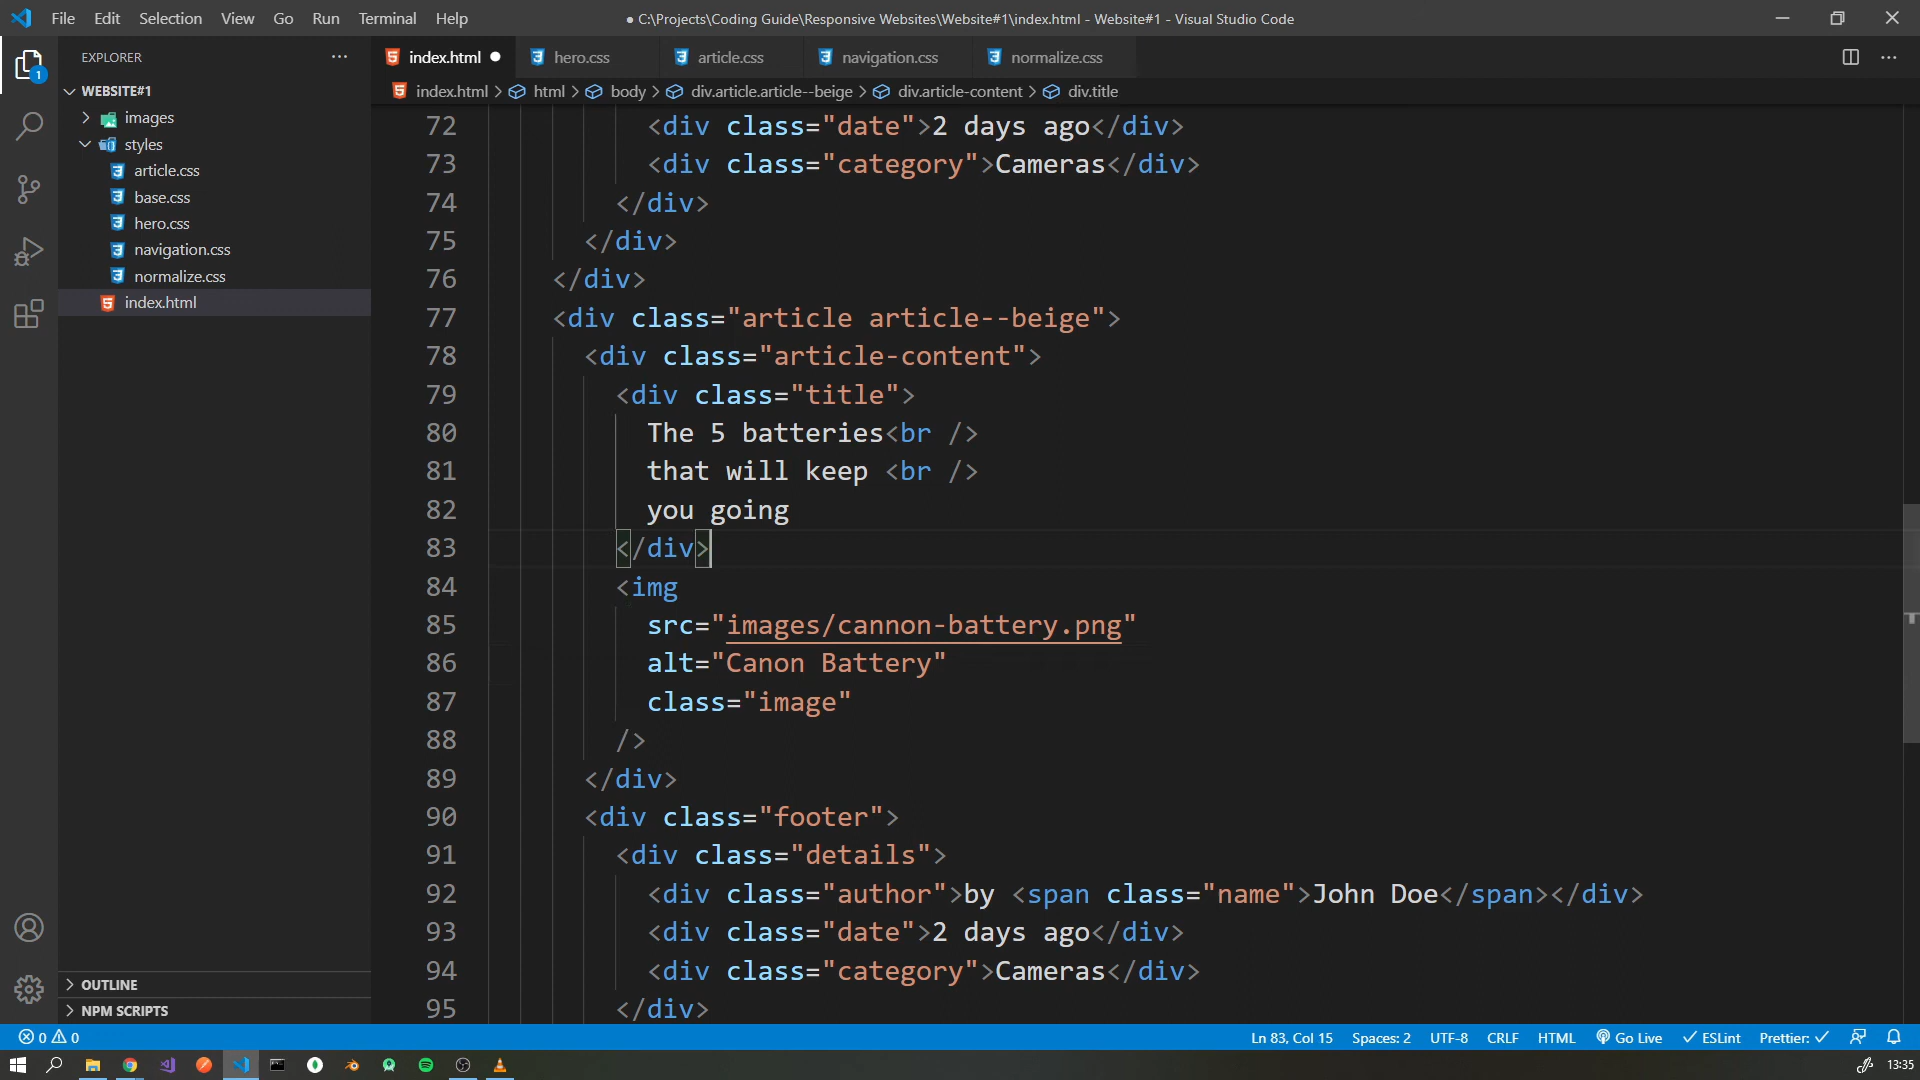 File Edit Selection View Go Run Terminal Help
● C:\Projects\Coding Guide\Responsive Websites\Website#1\index.html - Website#1 - Visual Studio Code
EXPLORER
index.html
hero.css
article.css
navigation.css
normalize.css
WEBSITE#1
images
styles
article.css
base.css
hero.css
navigation.css
normalize.css
index.html
OUTLINE
NPM SCRIPTS
1
index.html > html > body > div.article.article--beige > div.article-content > div.title
72 <div class="date">2 days ago</div>
73 <div class="category">Cameras</div>
74 </div>
75 </div>
76 </div>
77 <div class="article article--beige">
78 <div class="article-content">
79 <div class="title">
80 The 5 batteries<br />
81 that will keep <br />
82 you going
83 </div>
84 <img
85 src="images/cannon-battery.png"
86 alt="Canon Battery"
87 class="image"
88 />
89 </div>
90 <div class="footer">
91 <div class="details">
92 <div class="author">by <span class="name">John Doe</span></div>
93 <div class="date">2 days ago</div>
94 <div class="category">Cameras</div>
95 </div>
0 0
Ln 83, Col 15 Spaces: 2 UTF-8 CRLF HTML Go Live ESLint Prettier: ✓
13:35